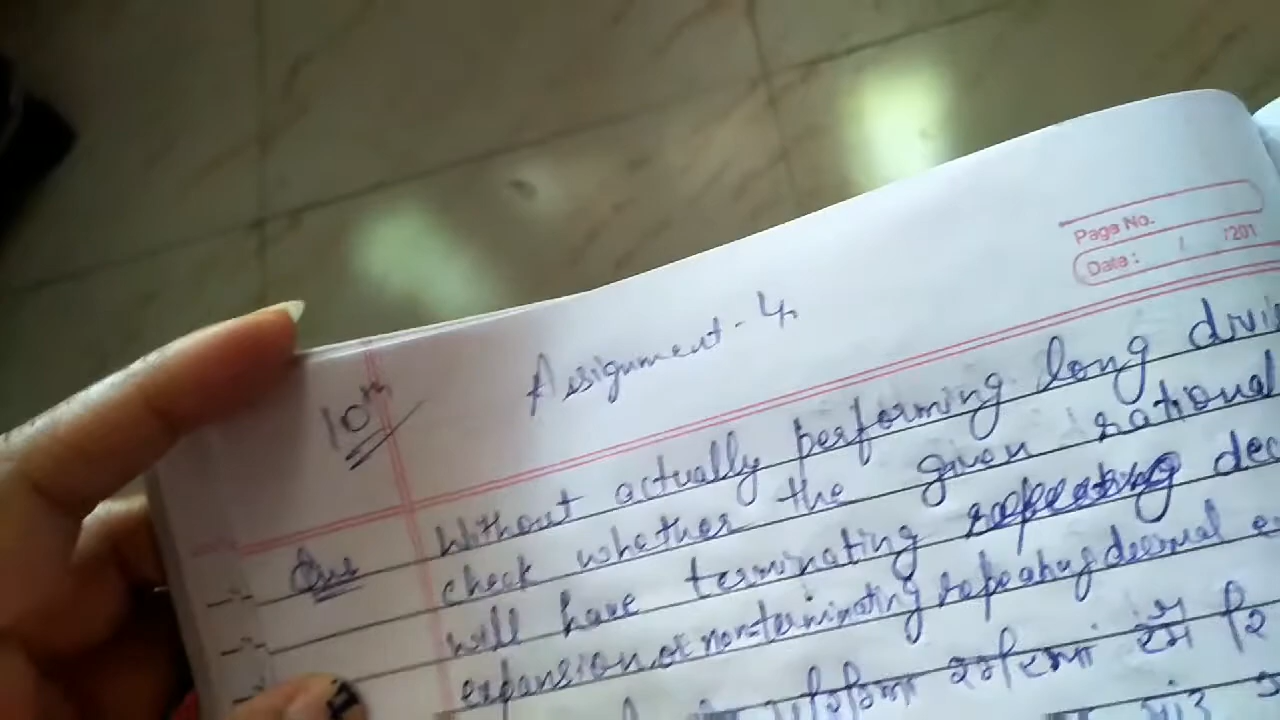 Page No.
Date : / /201
Assignment - 4
10th
Que Without actually performing long divi
check whether the given rational
will have terminating repeating dec
expansion or non-terminating repeating decimal e